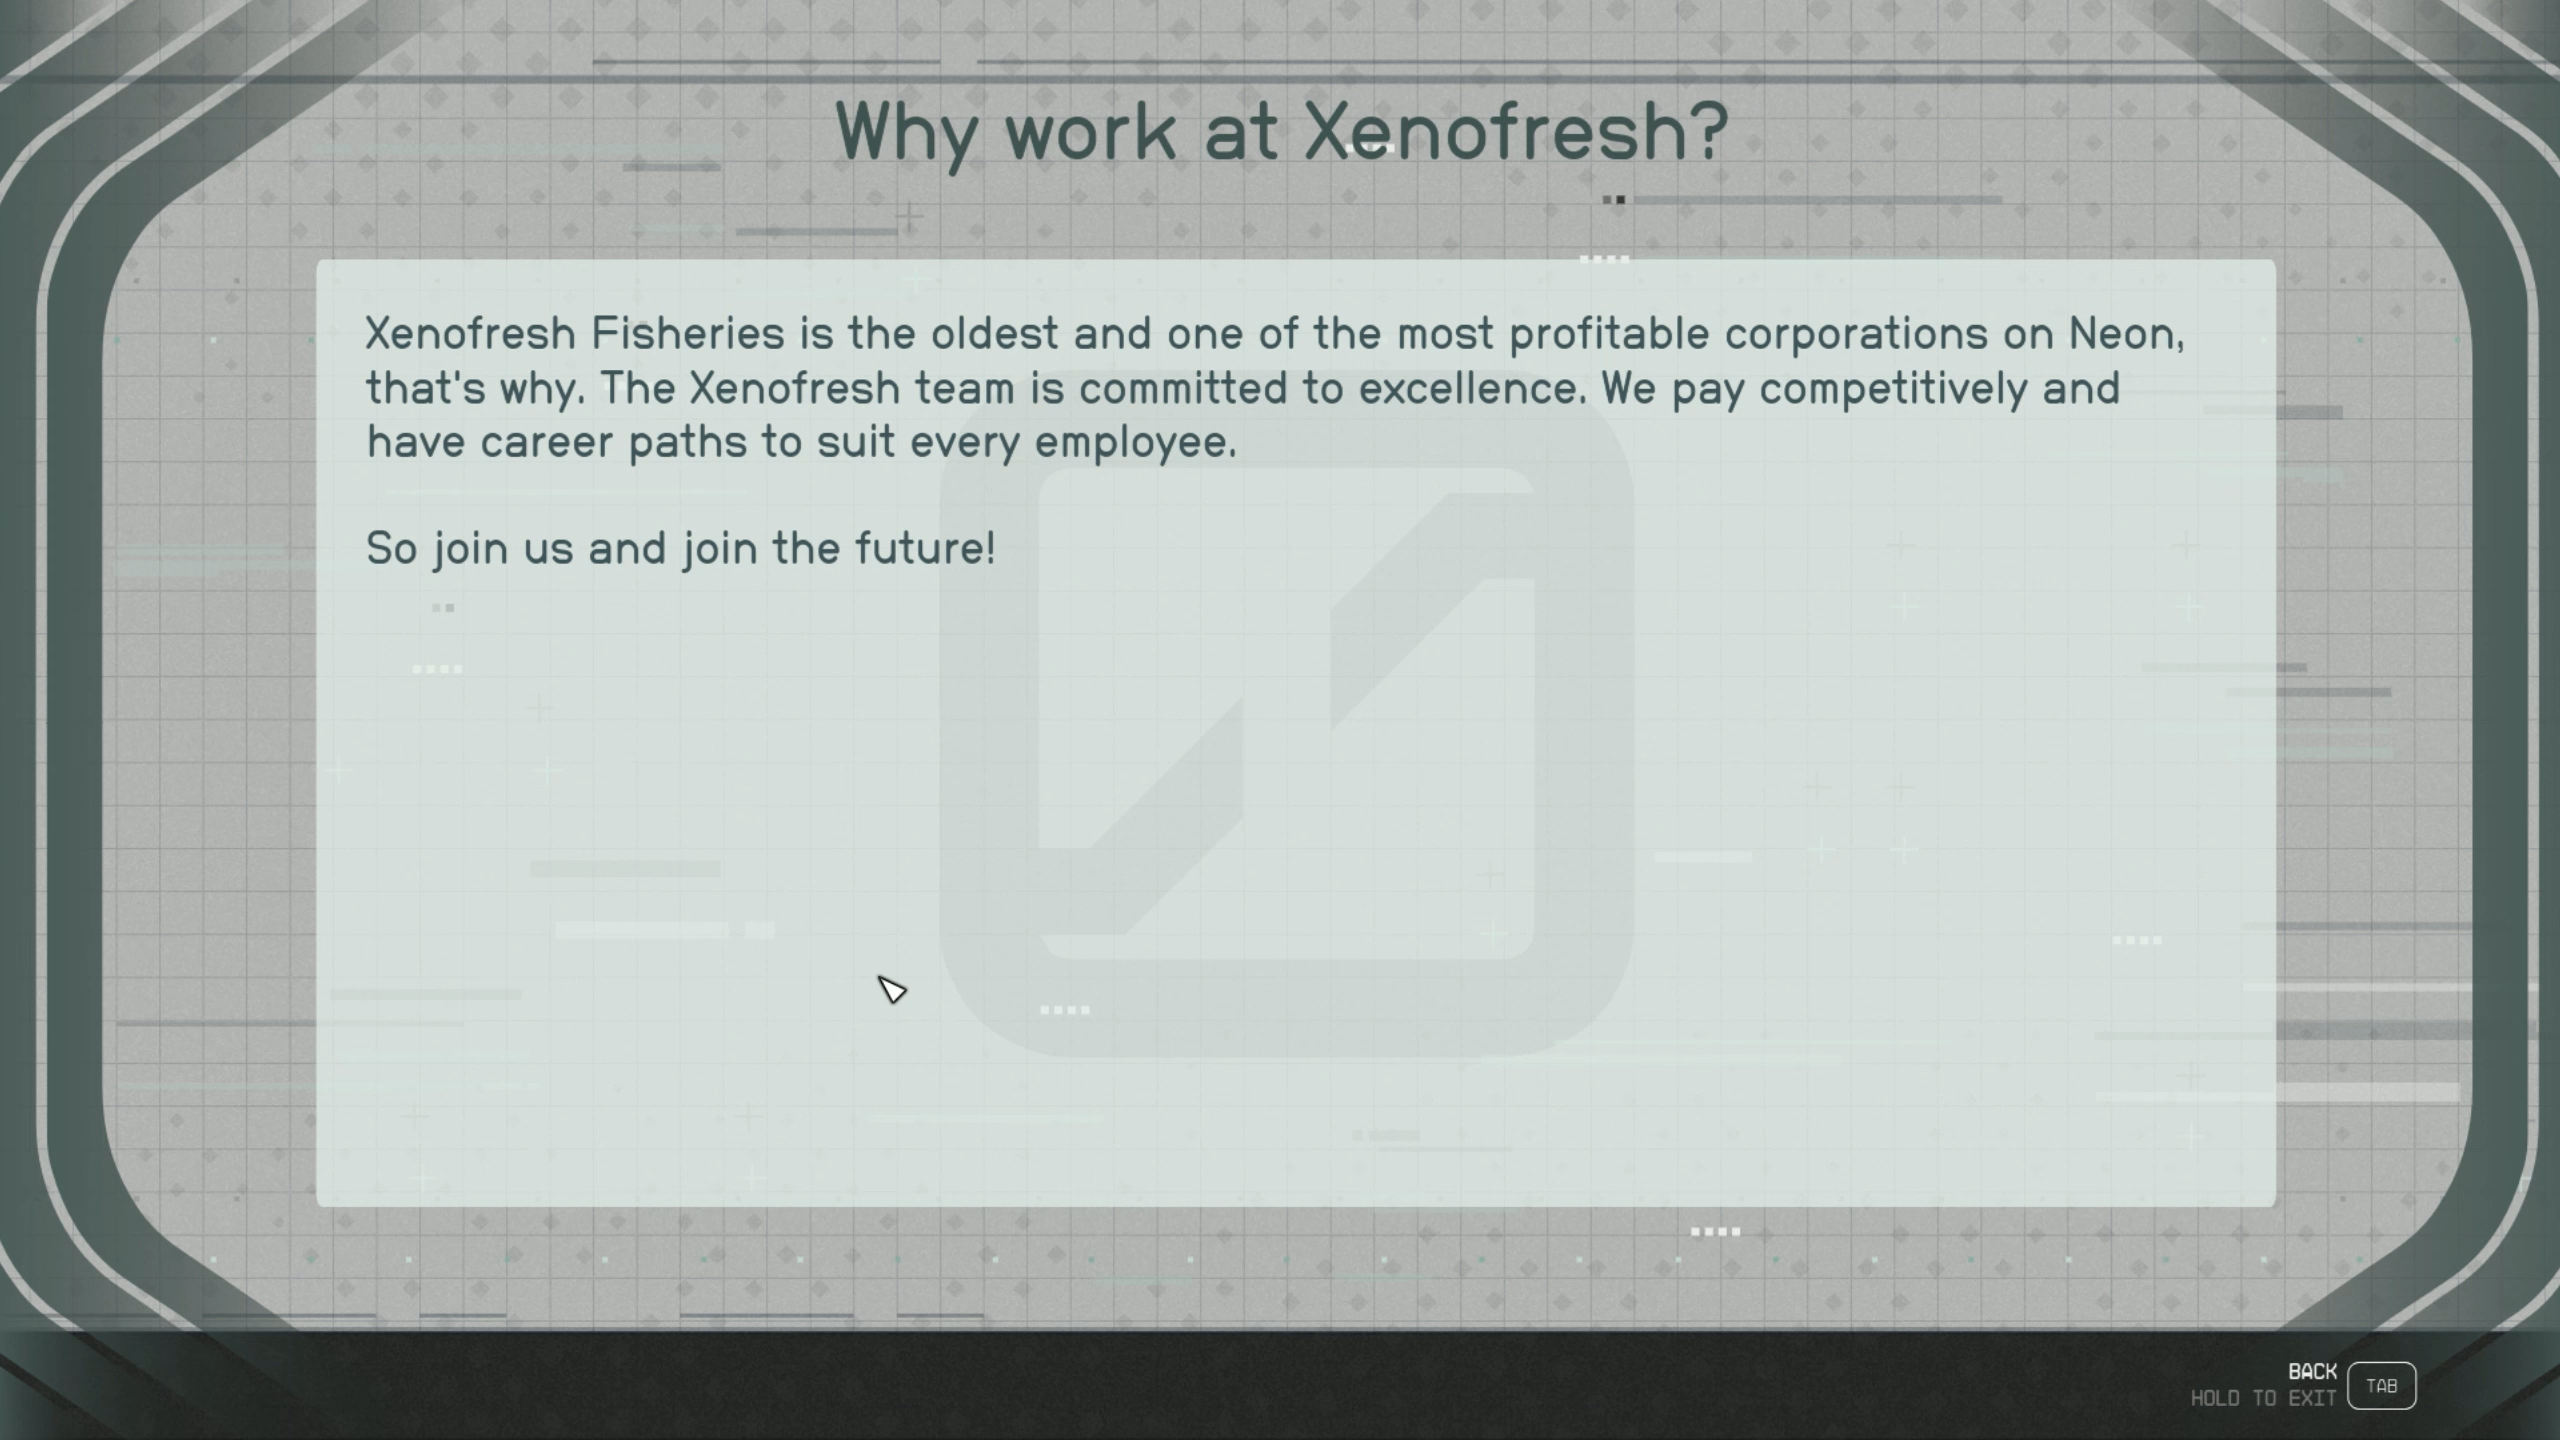 Why work at Xenofresh?
Xenofresh Fisheries is the oldest and one of the most profitable corporations on Neon,
that's why. The Xenofresh team is committed to excellence. We pay competitively and
have career paths to suit every employee.
So join us and join the future!
BACK
HOLD TO EXIT
TAB